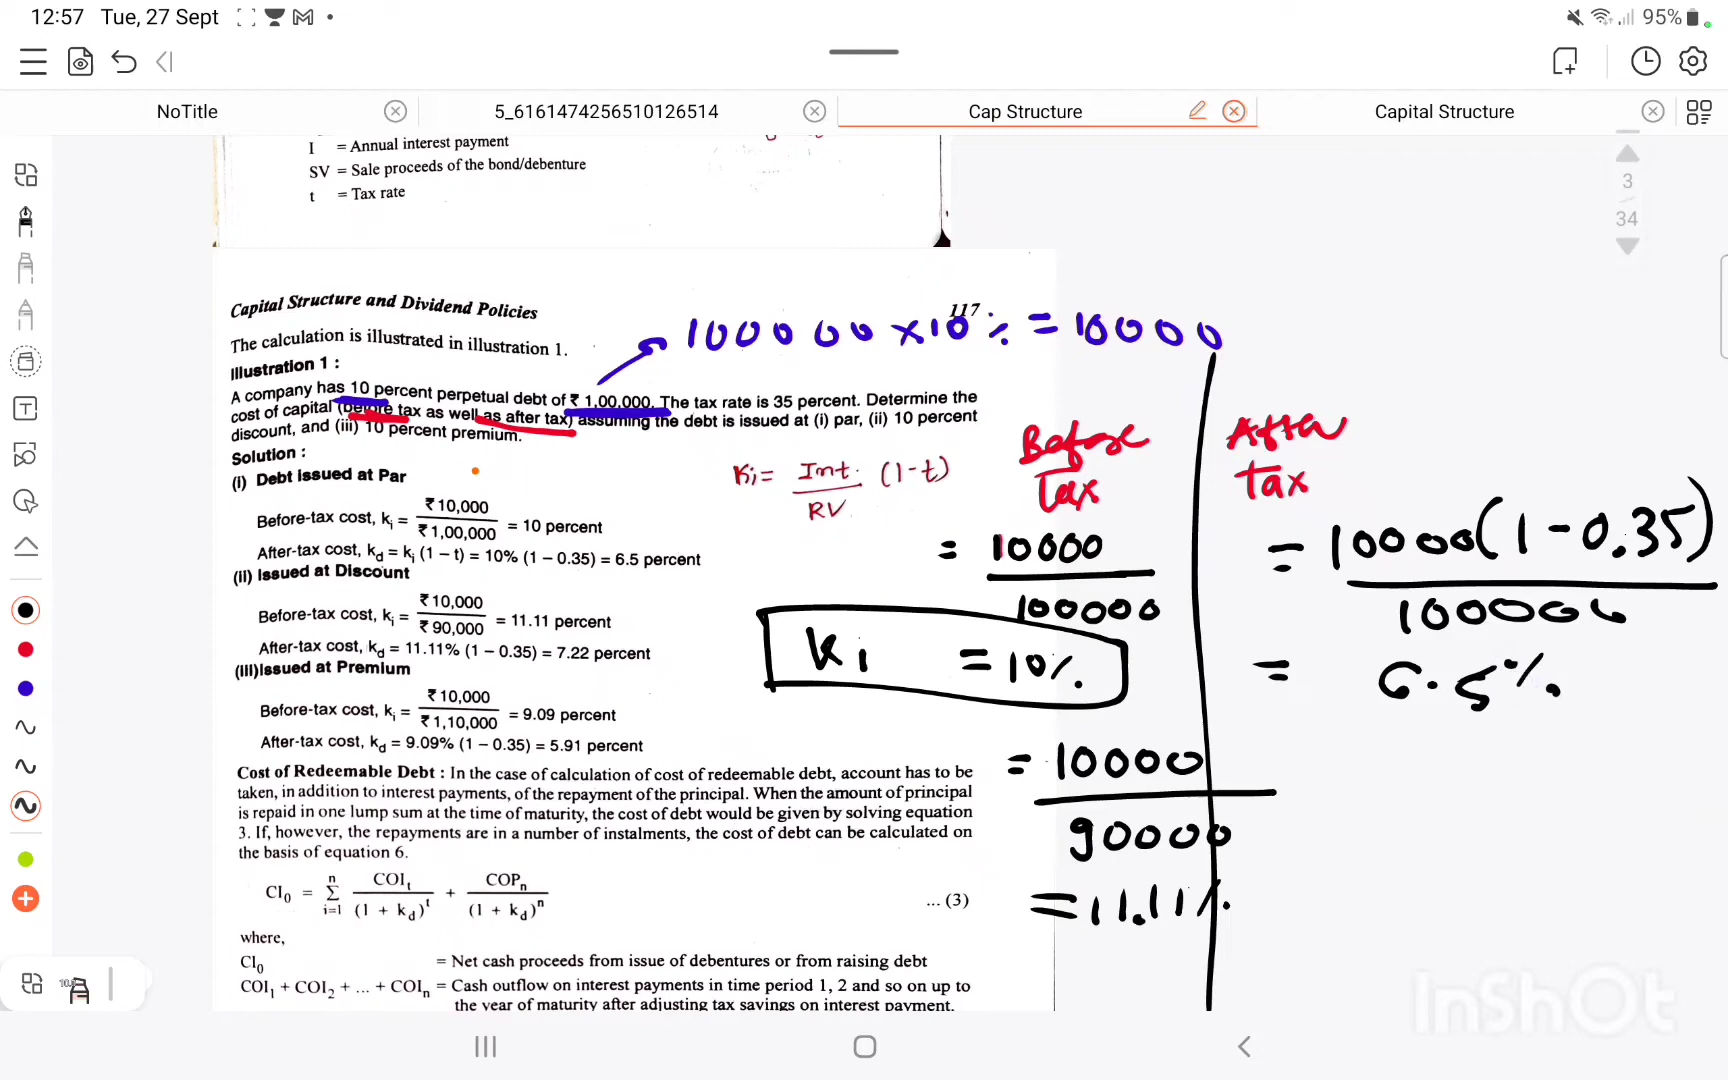 12:57 Tue, 27 Sept
95%
NoTitle
5_6161474256510126514
Cap Structure
Capital Structure
3
34
I = Annual interest payment
SV = Sale proceeds of the bond/debenture
t = Tax rate
Capital Structure and Dividend Policies
117
The calculation is illustrated in illustration 1.
100000 ×10% = 10000
Illustration 1 :
A company has 10 percent perpetual debt of ₹ 1,00,000. The tax rate is 35 percent. Determine the
cost of capital (before tax as well as after tax) assuming the debt is issued at (i) par, (ii) 10 percent
discount, and (iii) 10 percent premium.
Solution :
(i) Debt issued at Par
Before-tax cost, ki = ₹ 10,000 / ₹ 1,00,000 = 10 percent
After-tax cost, kd = ki (1 – t) = 10% (1 – 0.35) = 6.5 percent
(ii) Issued at Discount
Before-tax cost, ki = ₹ 10,000 / ₹ 90,000 = 11.11 percent
After-tax cost, kd = 11.11% (1 – 0.35) = 7.22 percent
(iii) Issued at Premium
Before-tax cost, ki = ₹ 10,000 / ₹ 1,10,000 = 9.09 percent
After-tax cost, kd = 9.09% (1 – 0.35) = 5.91 percent
Ki = Int. / RV (1-t)
Before
Tax
= 10000
100000
Ki = 10%
= 10000
90000
= 11.11%
After
Tax
= 10000(1-0.35)
100000
= 6.5%
Cost of Redeemable Debt : In the case of calculation of cost of redeemable debt, account has to be
taken, in addition to interest payments, of the repayment of the principal. When the amount of principal
is repaid in one lump sum at the time of maturity, the cost of debt would be given by solving equation
3. If, however, the repayments are in a number of instalments, the cost of debt can be calculated on
the basis of equation 6.
CI0 = n Σ i=1 COIt / (1 + kd)^t + COPn / (1 + kd)^n ... (3)
where,
CI0 = Net cash proceeds from issue of debentures or from raising debt
COI1 + COI2 + ... + COIn = Cash outflow on interest payments in time period 1, 2 and so on up to
the year of maturity after adjusting tax savings on interest payment.
InShOt